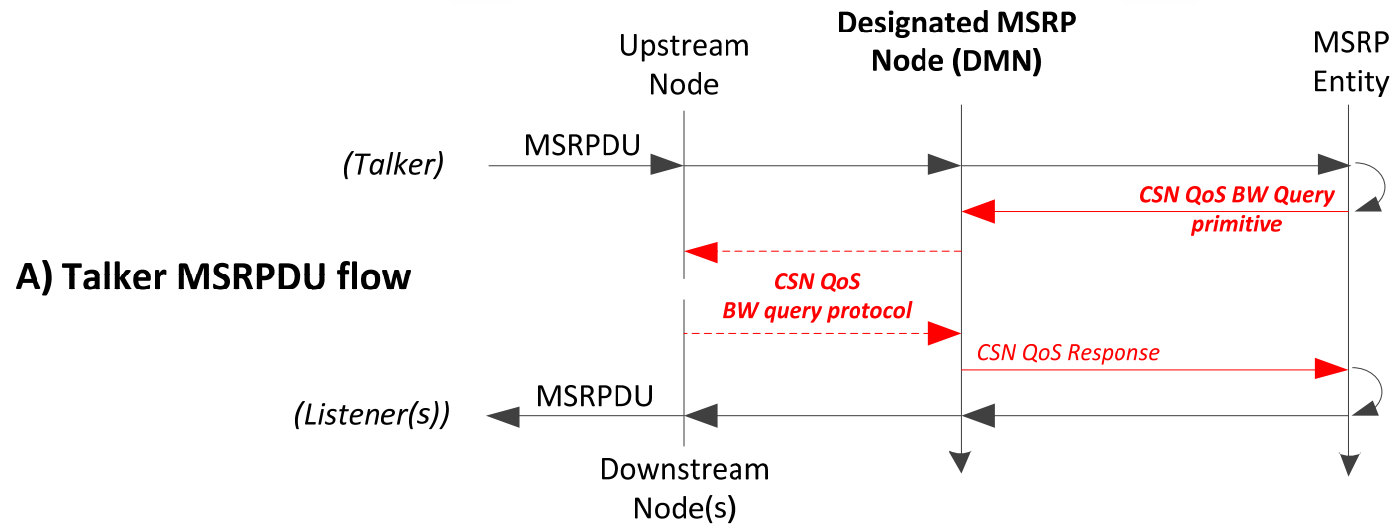 Designated MSRP
Node (DMN)
Upstream
Node
MSRP
Entity
(Talker)
MSRPDU
CSN QoS BW Query
primitive
A) Talker MSRPDU flow
CSN QoS
BW query protocol
CSN QoS Response
(Listener(s))
MSRPDU
Downstream
Node(s)